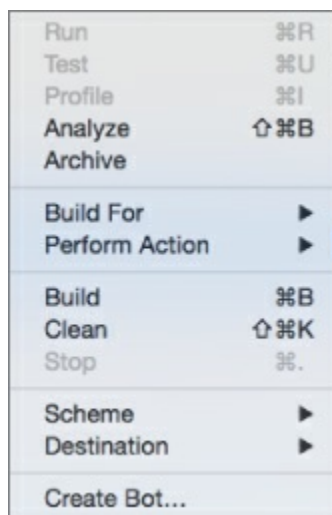 Run ⌘R
Test ⌘U
Profile ⌘I
Analyze ⇧⌘B
Archive
Build For ▶
Perform Action ▶
Build ⌘B
Clean ⇧⌘K
Stop ⌘.
Scheme ▶
Destination ▶
Create Bot...